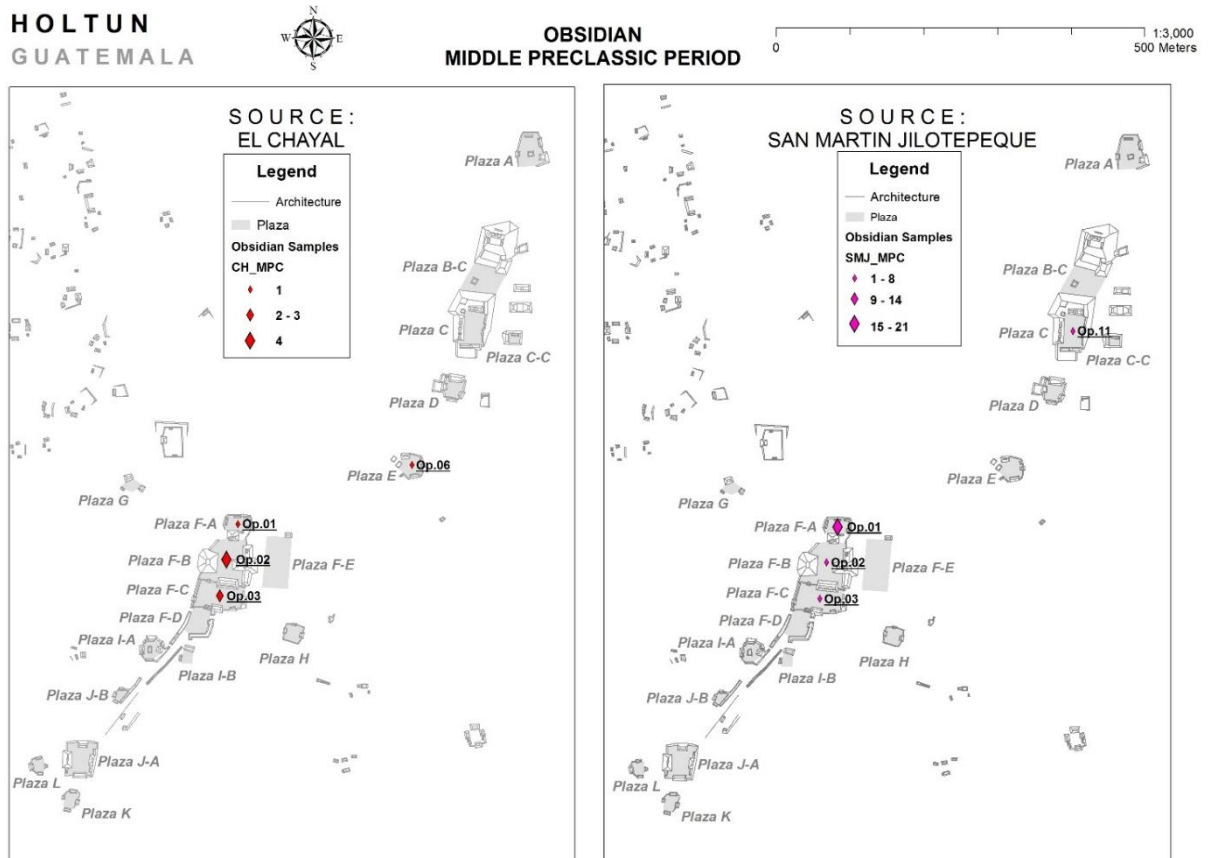 HOLTUN
GUATEMALA
N
W E
S
OBSIDIAN
MIDDLE PRECLASSIC PERIOD
1:3,000
0 500 Meters
SOURCE:
EL CHAYAL
Legend
Architecture
Plaza
Obsidian Samples
CH_MPC
1
2 - 3
4
Plaza A
Plaza B-C
Plaza C
Plaza C-C
Plaza D
Plaza E
Op.06
Plaza G
Plaza F-A
Op.01
Plaza F-B
Op.02
Plaza F-E
Plaza F-C
Op.03
Plaza F-D
Plaza I-A
Plaza H
Plaza I-B
Plaza J-B
Plaza J-A
Plaza L
Plaza K
SOURCE:
SAN MARTIN JILOTEPEQUE
Legend
Architecture
Plaza
Obsidian Samples
SMJ_MPC
1 - 8
9 - 14
15 - 21
Plaza A
Plaza B-C
Plaza C
Op.11
Plaza C-C
Plaza D
Plaza E
Plaza G
Plaza F-A
Op.01
Plaza F-B
Op.02
Plaza F-E
Plaza F-C
Op.03
Plaza F-D
Plaza I-A
Plaza H
Plaza I-B
Plaza J-B
Plaza J-A
Plaza L
Plaza K